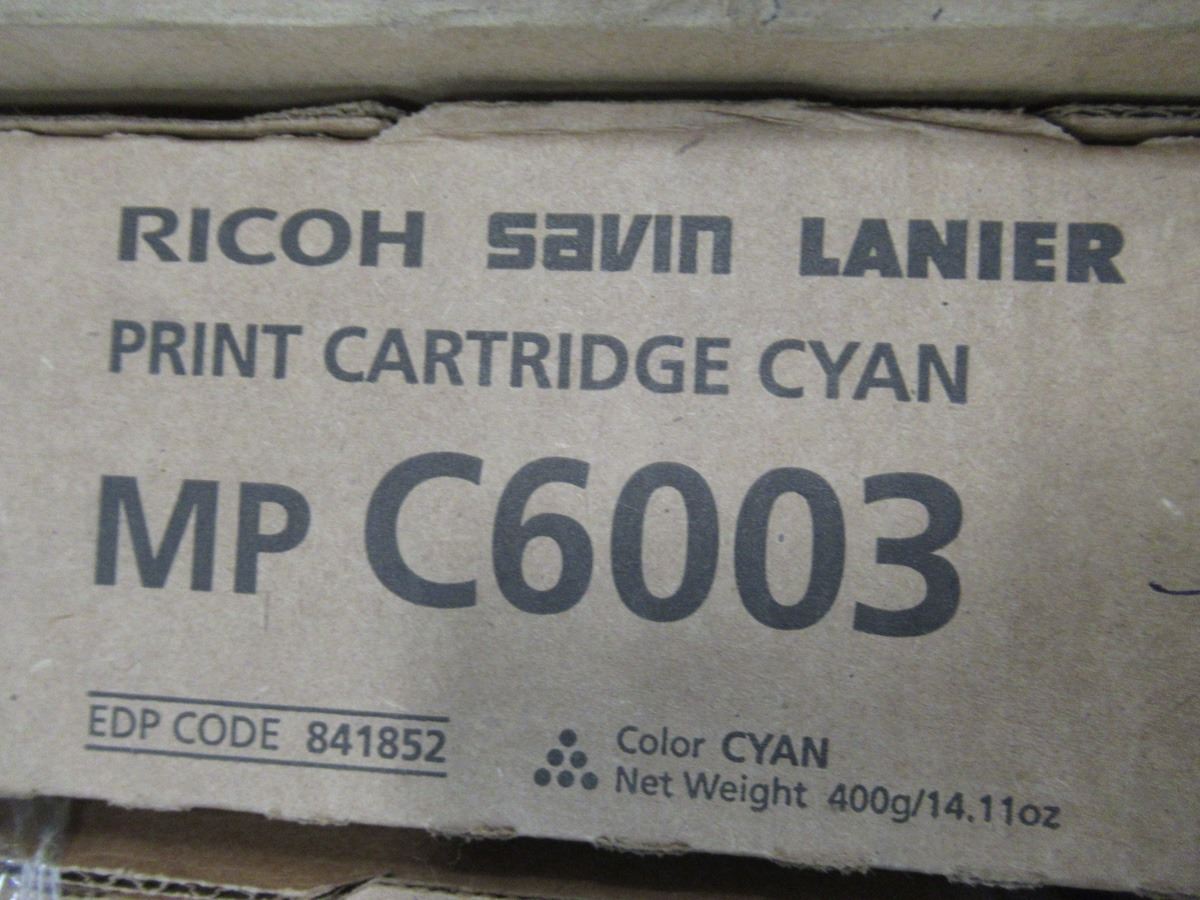 RICOH savin LANIER
PRINT CARTRIDGE CYAN
MP C6003
EDP CODE 841852
Color CYAN
Net Weight 400g/14.11oz